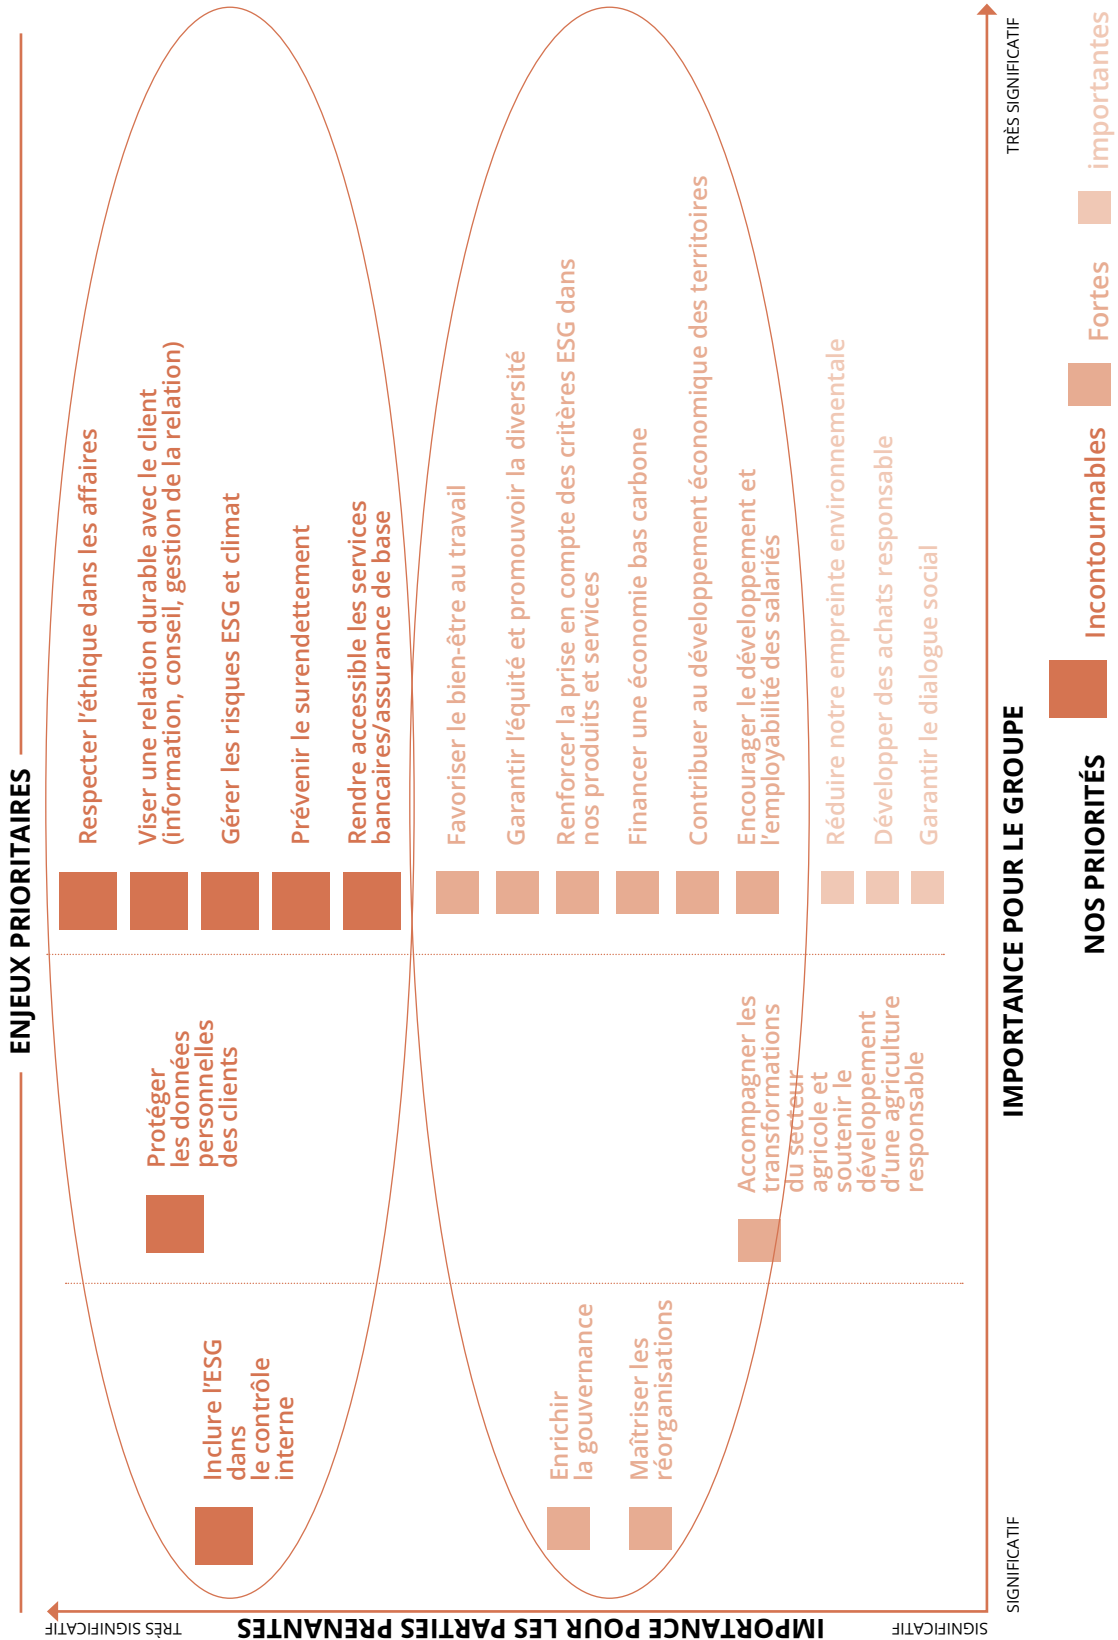 ENJEUX PRIORITAIRES
TRÈS SIGNIFICATIF
IMPORTANCE POUR LES PARTIES PRENANTES
SIGNIFICATIF
Inclure l'ESG
dans
le contrôle
interne
Enrichir
la gouvernance
Maîtriser les
réorganisations
Protéger
les données
personnelles
des clients
Accompagner les
transformations
du secteur
agricole et
soutenir le
développement
d'une agriculture
responsable
Respecter l'éthique dans les affaires
Viser une relation durable avec le client
(information, conseil, gestion de la relation)
Gérer les risques ESG et climat
Prévenir le surendettement
Rendre accessible les services
bancaires/assurance de base
Favoriser le bien-être au travail
Garantir l'équité et promouvoir la diversité
Renforcer la prise en compte des critères ESG dans
nos produits et services
Financer une économie bas carbone
Contribuer au développement économique des territoires
Encourager le développement et
l'employabilité des salariés
Réduire notre empreinte environnementale
Développer des achats responsable
Garantir le dialogue social
SIGNIFICATIF
IMPORTANCE POUR LE GROUPE
TRÈS SIGNIFICATIF
NOS PRIORITÉS
Incontournables
Fortes
importantes